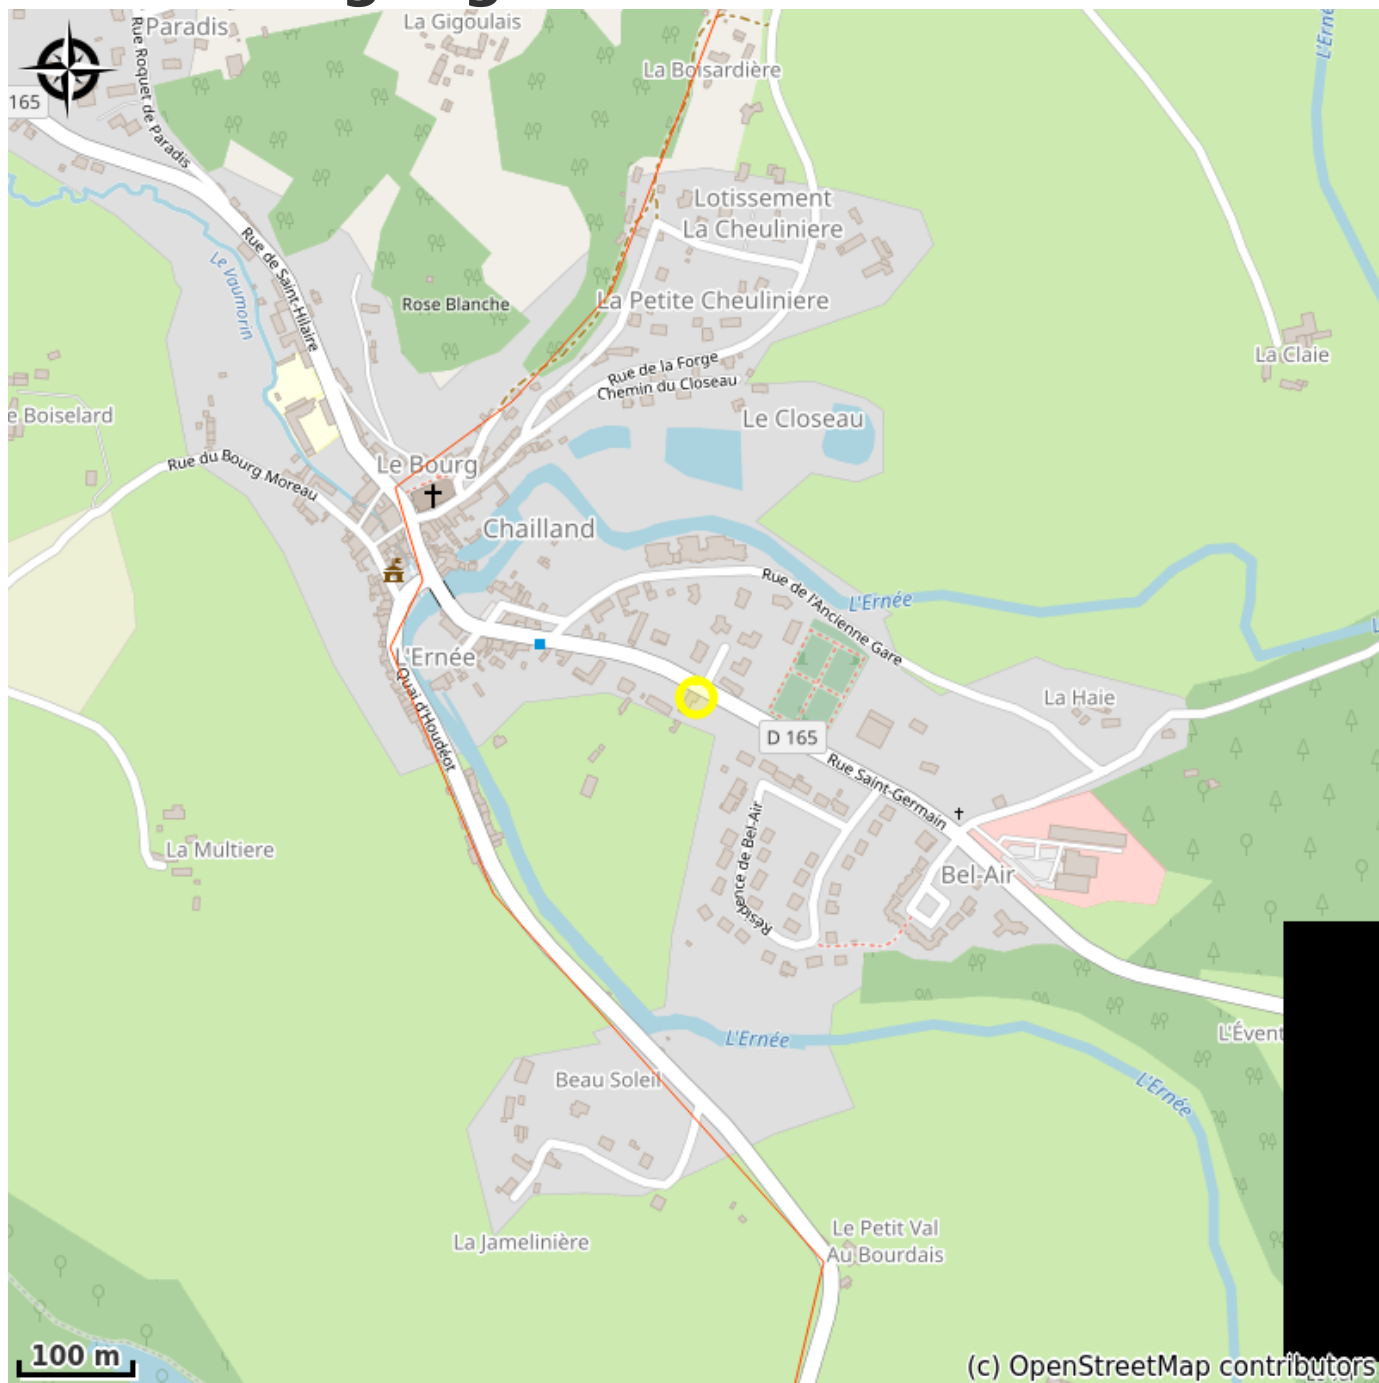 La Gigoulais
Paradis
Rue Roquet de Paradis
L'Erné
La Boisardière
165
Lotissement
La Cheuliniere
Rue de Saint-Hilaire
Le Vaumorin
Rose Blanche
La Petite Cheuliniere
La Claie
Rue de la Forge
Chemin du Closeau
e Boiselard
Le Closeau
Rue du Bourg Moreau
Le Bourg
Chailland
Rue de l'Ancienne Gare
L'Ernée
L'Ernée
Quai d'Houdéot
La Haie
D 165
Rue Saint-Germain
La Multiere
Résidence de Bel-Air
Bel-Air
L'Ernée
L'Évent
Beau Soleil
L'Ernée
Le Petit Val
Au Bourdais
La Jamelinière
100 m
(c) OpenStreetMap contributors